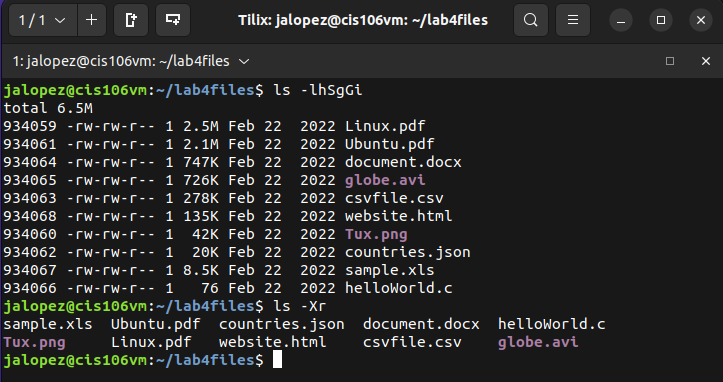 1 / 1
Tilix: jalopez@cis106vm: ~/lab4files
1: jalopez@cis106vm: ~/lab4files
jalopez@cis106vm:~/lab4files$ ls -lhSgGi
total 6.5M
934059 -rw-rw-r-- 1 2.5M Feb 22  2022 Linux.pdf
934061 -rw-rw-r-- 1 2.1M Feb 22  2022 Ubuntu.pdf
934064 -rw-rw-r-- 1 747K Feb 22  2022 document.docx
934065 -rw-rw-r-- 1 726K Feb 22  2022 globe.avi
934063 -rw-rw-r-- 1 278K Feb 22  2022 csvfile.csv
934068 -rw-rw-r-- 1 135K Feb 22  2022 website.html
934060 -rw-rw-r-- 1  42K Feb 22  2022 Tux.png
934062 -rw-rw-r-- 1  20K Feb 22  2022 countries.json
934067 -rw-rw-r-- 1 8.5K Feb 22  2022 sample.xls
934066 -rw-rw-r-- 1   76 Feb 22  2022 helloWorld.c
jalopez@cis106vm:~/lab4files$ ls -Xr
sample.xls  Ubuntu.pdf  countries.json  document.docx  helloWorld.c
Tux.png     Linux.pdf   website.html    csvfile.csv    globe.avi
jalopez@cis106vm:~/lab4files$